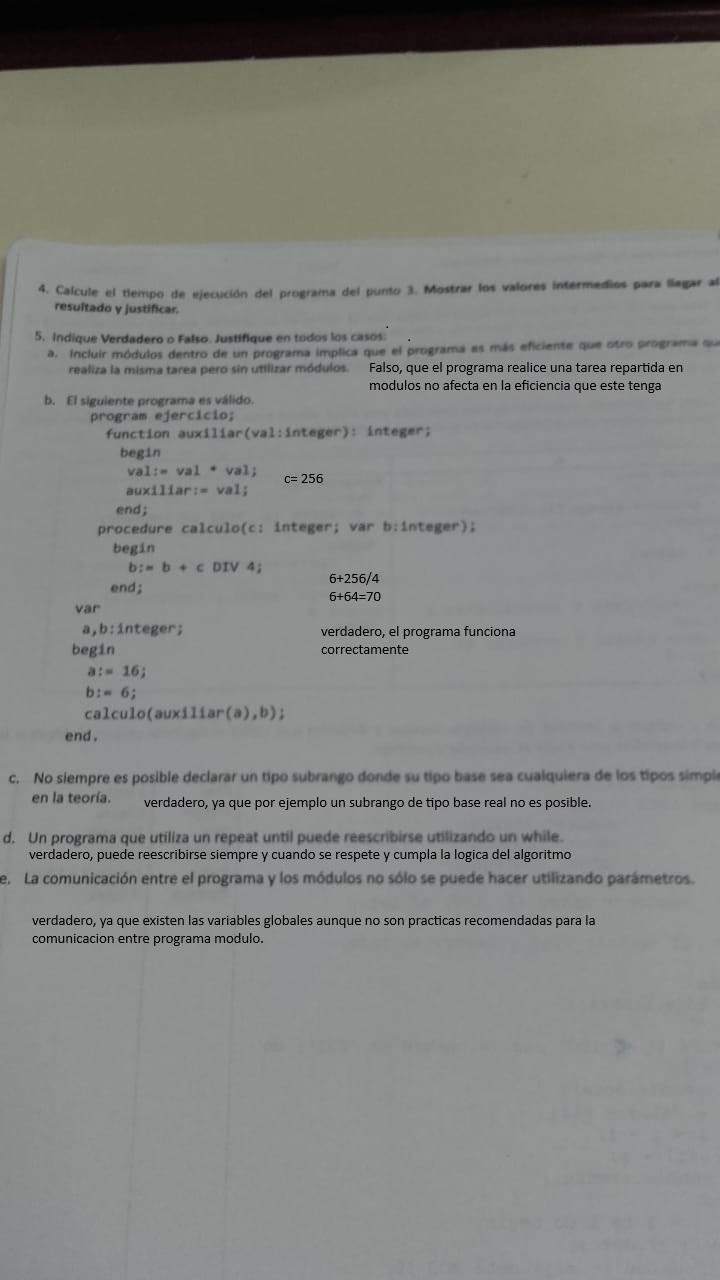 4. Calcule el tiempo de ejecución del programa del punto 3. Mostrar los valores intermedios para llegar al
resultado y justificar.
5. Indique Verdadero o Falso. Justifique en todos los casos:
a. Incluir módulos dentro de un programa implica que el programa es más eficiente que otro programa
realiza la misma tarea pero sin utilizar módulos. Falso, que el programa realice una tarea repartida en
modulos no afecta en la eficiencia que este tenga
b. El siguiente programa es válido.
program ejercicio;
function auxiliar(val:integer): integer;
begin
val:= val * val;
c= 256
auxiliar:= val;
end;
procedure calculo(c: integer; var b:integer);
begin
b:= b + c DIV 4;
6+256/4
end;
6+64=70
var
a,b:integer;
verdadero, el programa funciona
begin
correctamente
a:= 16;
b:= 6;
calculo(auxiliar(a),b);
end.
c. No siempre es posible declarar un tipo subrango donde su tipo base sea cualquiera de los tipos simple
en la teoría. verdadero, ya que por ejemplo un subrango de tipo base real no es posible.
d. Un programa que utiliza un repeat until puede reescribirse utilizando un while.
verdadero, puede reescribirse siempre y cuando se respete y cumpla la logica del algoritmo
e. La comunicación entre el programa y los módulos no sólo se puede hacer utilizando parámetros.
verdadero, ya que existen las variables globales aunque no son practicas recomendadas para la
comunicacion entre programa modulo.